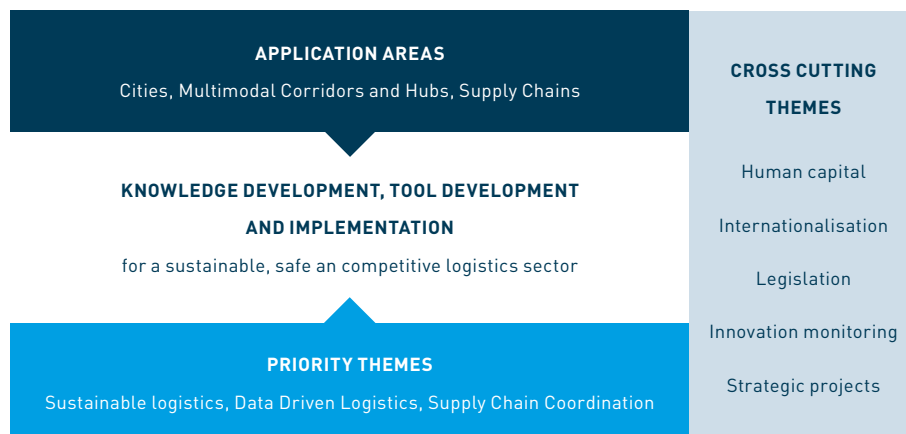 APPLICATION AREAS
Cities, Multimodal Corridors and Hubs, Supply Chains
KNOWLEDGE DEVELOPMENT, TOOL DEVELOPMENT
AND IMPLEMENTATION
for a sustainable, safe an competitive logistics sector
PRIORITY THEMES
Sustainable logistics, Data Driven Logistics, Supply Chain Coordination
CROSS CUTTING
THEMES
Human capital
Internationalisation
Legislation
Innovation monitoring
Strategic projects